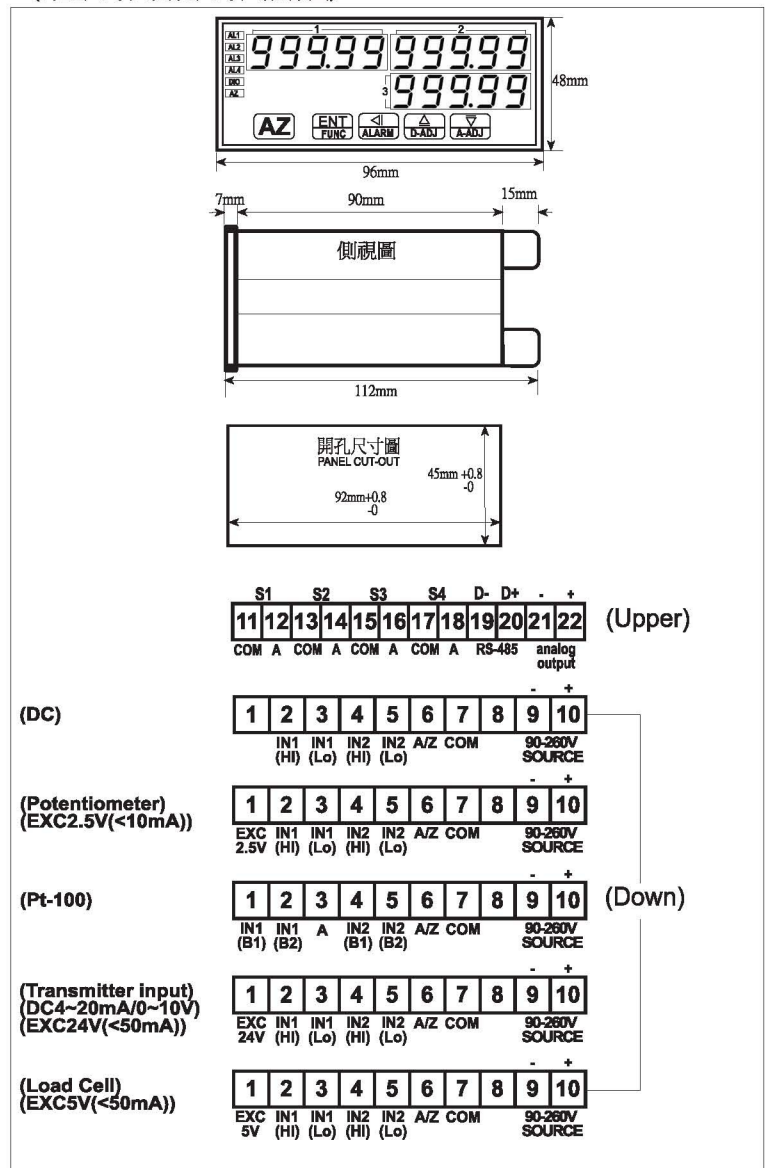 1 2
AL1
AL2
AL3
AL4
DIO
AZ
999.99 999.99
3 999.99
AZ ENT FUNC ◁| ALARM △ D-ADJ ▽ A-ADJ
48mm
96mm
7mm 90mm 15mm
側視圖
112mm
開孔尺寸圖
PANEL CUT-OUT
45mm +0.8
-0
92mm+0.8
-0
S1 S2 S3 S4 D- D+ - +
11 12 13 14 15 16 17 18 19 20 21 22 (Upper)
COM A COM A COM A COM A RS-485 analog
output
- +
(DC) 1 2 3 4 5 6 7 8 9 10
IN1 IN1 IN2 IN2 A/Z COM 90-260V
(HI) (Lo) (HI) (Lo) SOURCE
- +
(Potentiometer) 1 2 3 4 5 6 7 8 9 10
(EXC2.5V(<10mA))
EXC IN1 IN1 IN2 IN2 A/Z COM 90-260V
2.5V (HI) (Lo) (HI) (Lo) SOURCE
- +
(Pt-100) 1 2 3 4 5 6 7 8 9 10 (Down)
IN1 IN1 A IN2 IN2 A/Z COM 90-260V
(B1) (B2) (B1) (B2) SOURCE
- +
(Transmitter input) 1 2 3 4 5 6 7 8 9 10
(DC4~20mA/0~10V)
(EXC24V(<50mA))
EXC IN1 IN1 IN2 IN2 A/Z COM 90-260V
24V (HI) (Lo) (HI) (Lo) SOURCE
- +
(Load Cell) 1 2 3 4 5 6 7 8 9 10
(EXC5V(<50mA))
EXC IN1 IN1 IN2 IN2 A/Z COM 90-260V
5V (HI) (Lo) (HI) (Lo) SOURCE